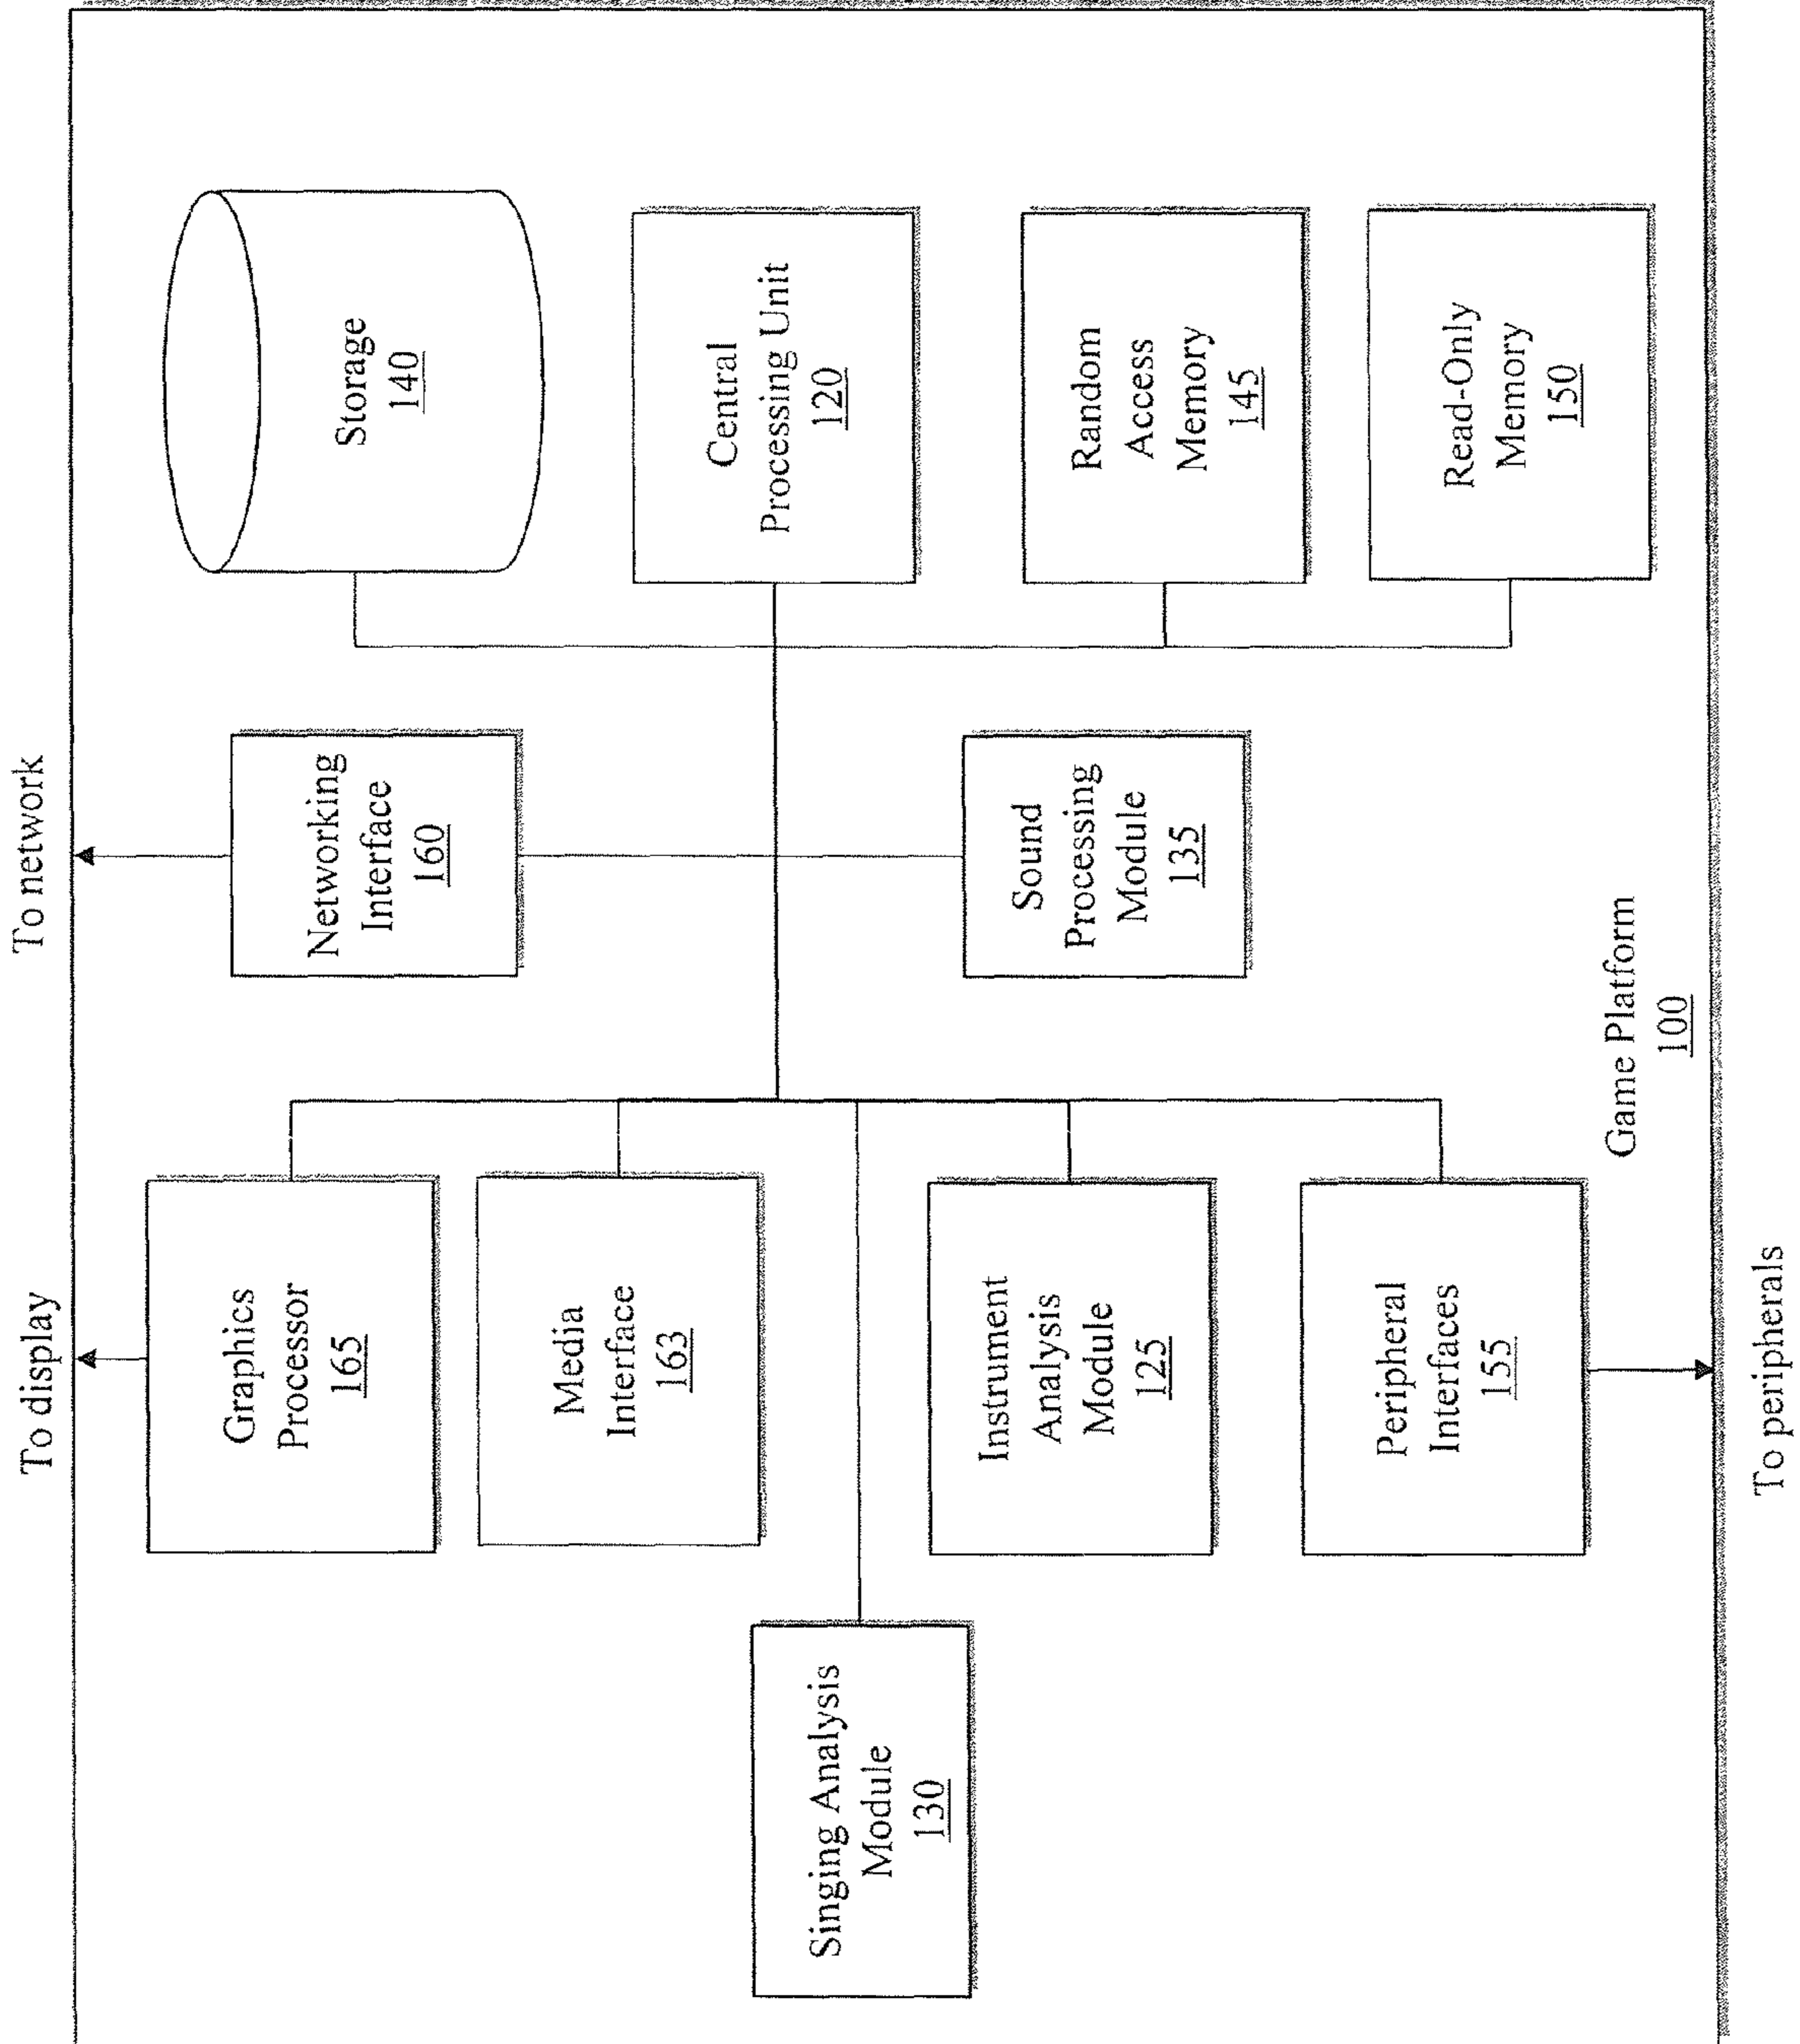 To display
To network
Graphics
Processor
165
Networking
Interface
160
Storage
140
Media
Interface
163
Central
Processing Unit
120
Singing Analysis
Module
130
Instrument
Analysis
Module
125
Sound
Processing
Module
135
Random
Access
Memory
145
Peripheral
Interfaces
155
Read-Only
Memory
150
Game Platform
100
To peripherals